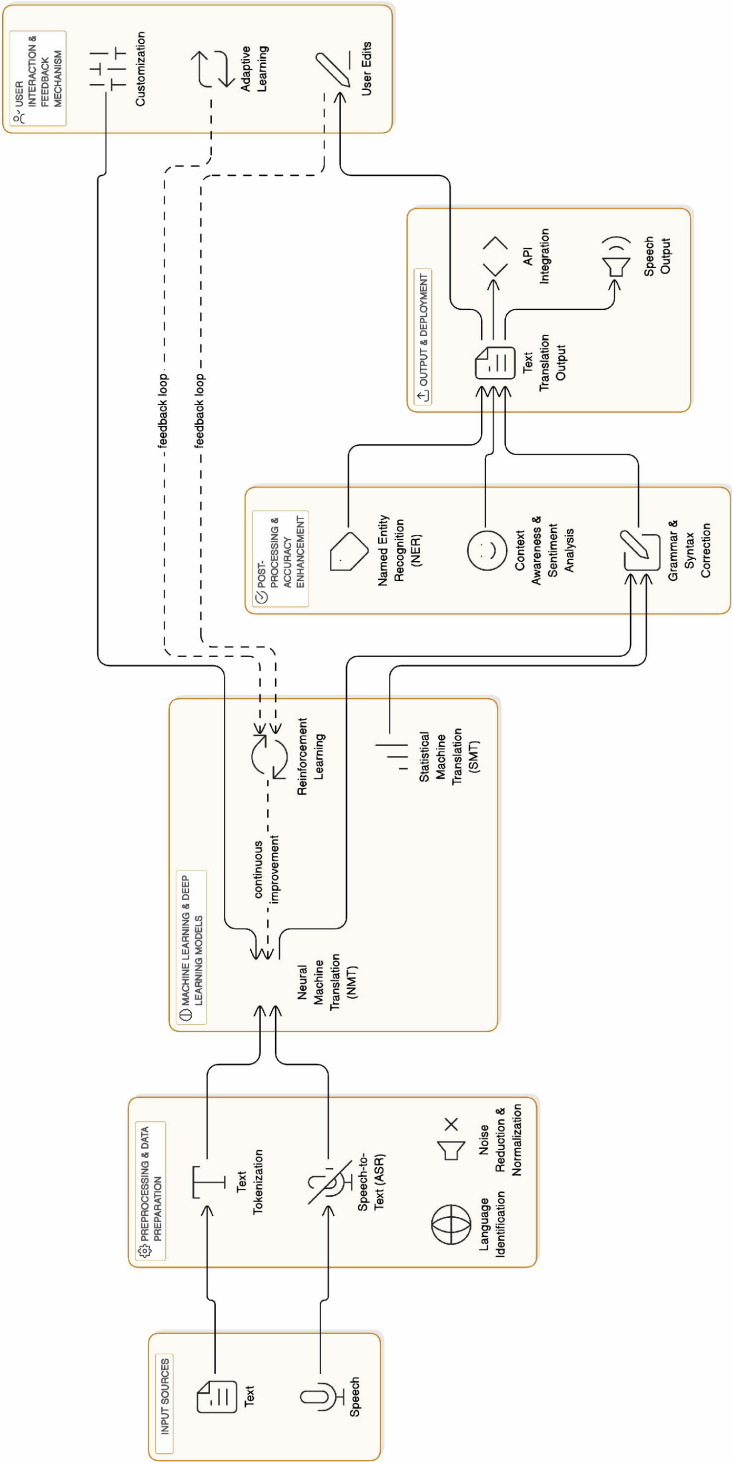 INPUT SOURCES
Text
Speech
PREPROCESSING & DATA
PREPARATION
Text
Tokenization
Speech-to-
Text (ASR)
Language
Identification
Noise
Reduction &
Normalization
MACHINE LEARNING & DEEP
LEARNING MODELS
Neural
Machine
Translation
(NMT)
continuous
improvement
Reinforcement
Learning
Statistical
Machine
Translation
(SMT)
POST-
PROCESSING &
ACCURACY
ENHANCEMENT
Named Entity
Recognition
(NER)
Context
Awareness &
Sentiment
Analysis
Grammar &
Syntax
Correction
feedback loop
feedback loop
OUTPUT & DEPLOYMENT
Text
Translation
Output
API
Integration
Speech
Output
USER
INTERACTION &
FEEDBACK
MECHANISM
Customization
Adaptive
Learning
User Edits